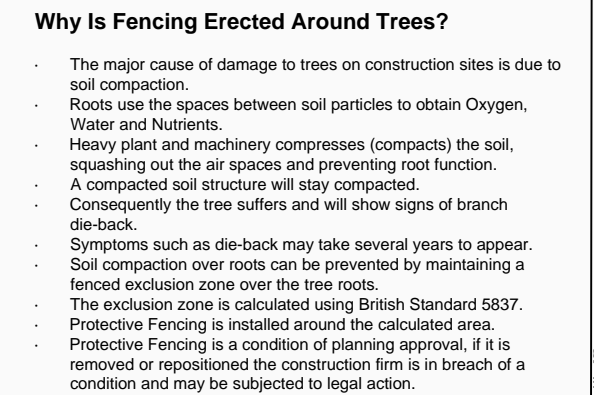 Why Is Fencing Erected Around Trees?
· The major cause of damage to trees on construction sites is due to
soil compaction.
· Roots use the spaces between soil particles to obtain Oxygen,
Water and Nutrients.
· Heavy plant and machinery compresses (compacts) the soil,
squashing out the air spaces and preventing root function.
· A compacted soil structure will stay compacted.
· Consequently the tree suffers and will show signs of branch
die-back.
· Symptoms such as die-back may take several years to appear.
· Soil compaction over roots can be prevented by maintaining a
fenced exclusion zone over the tree roots.
· The exclusion zone is calculated using British Standard 5837.
· Protective Fencing is installed around the calculated area.
· Protective Fencing is a condition of planning approval, if it is
removed or repositioned the construction firm is in breach of a
condition and may be subjected to legal action.